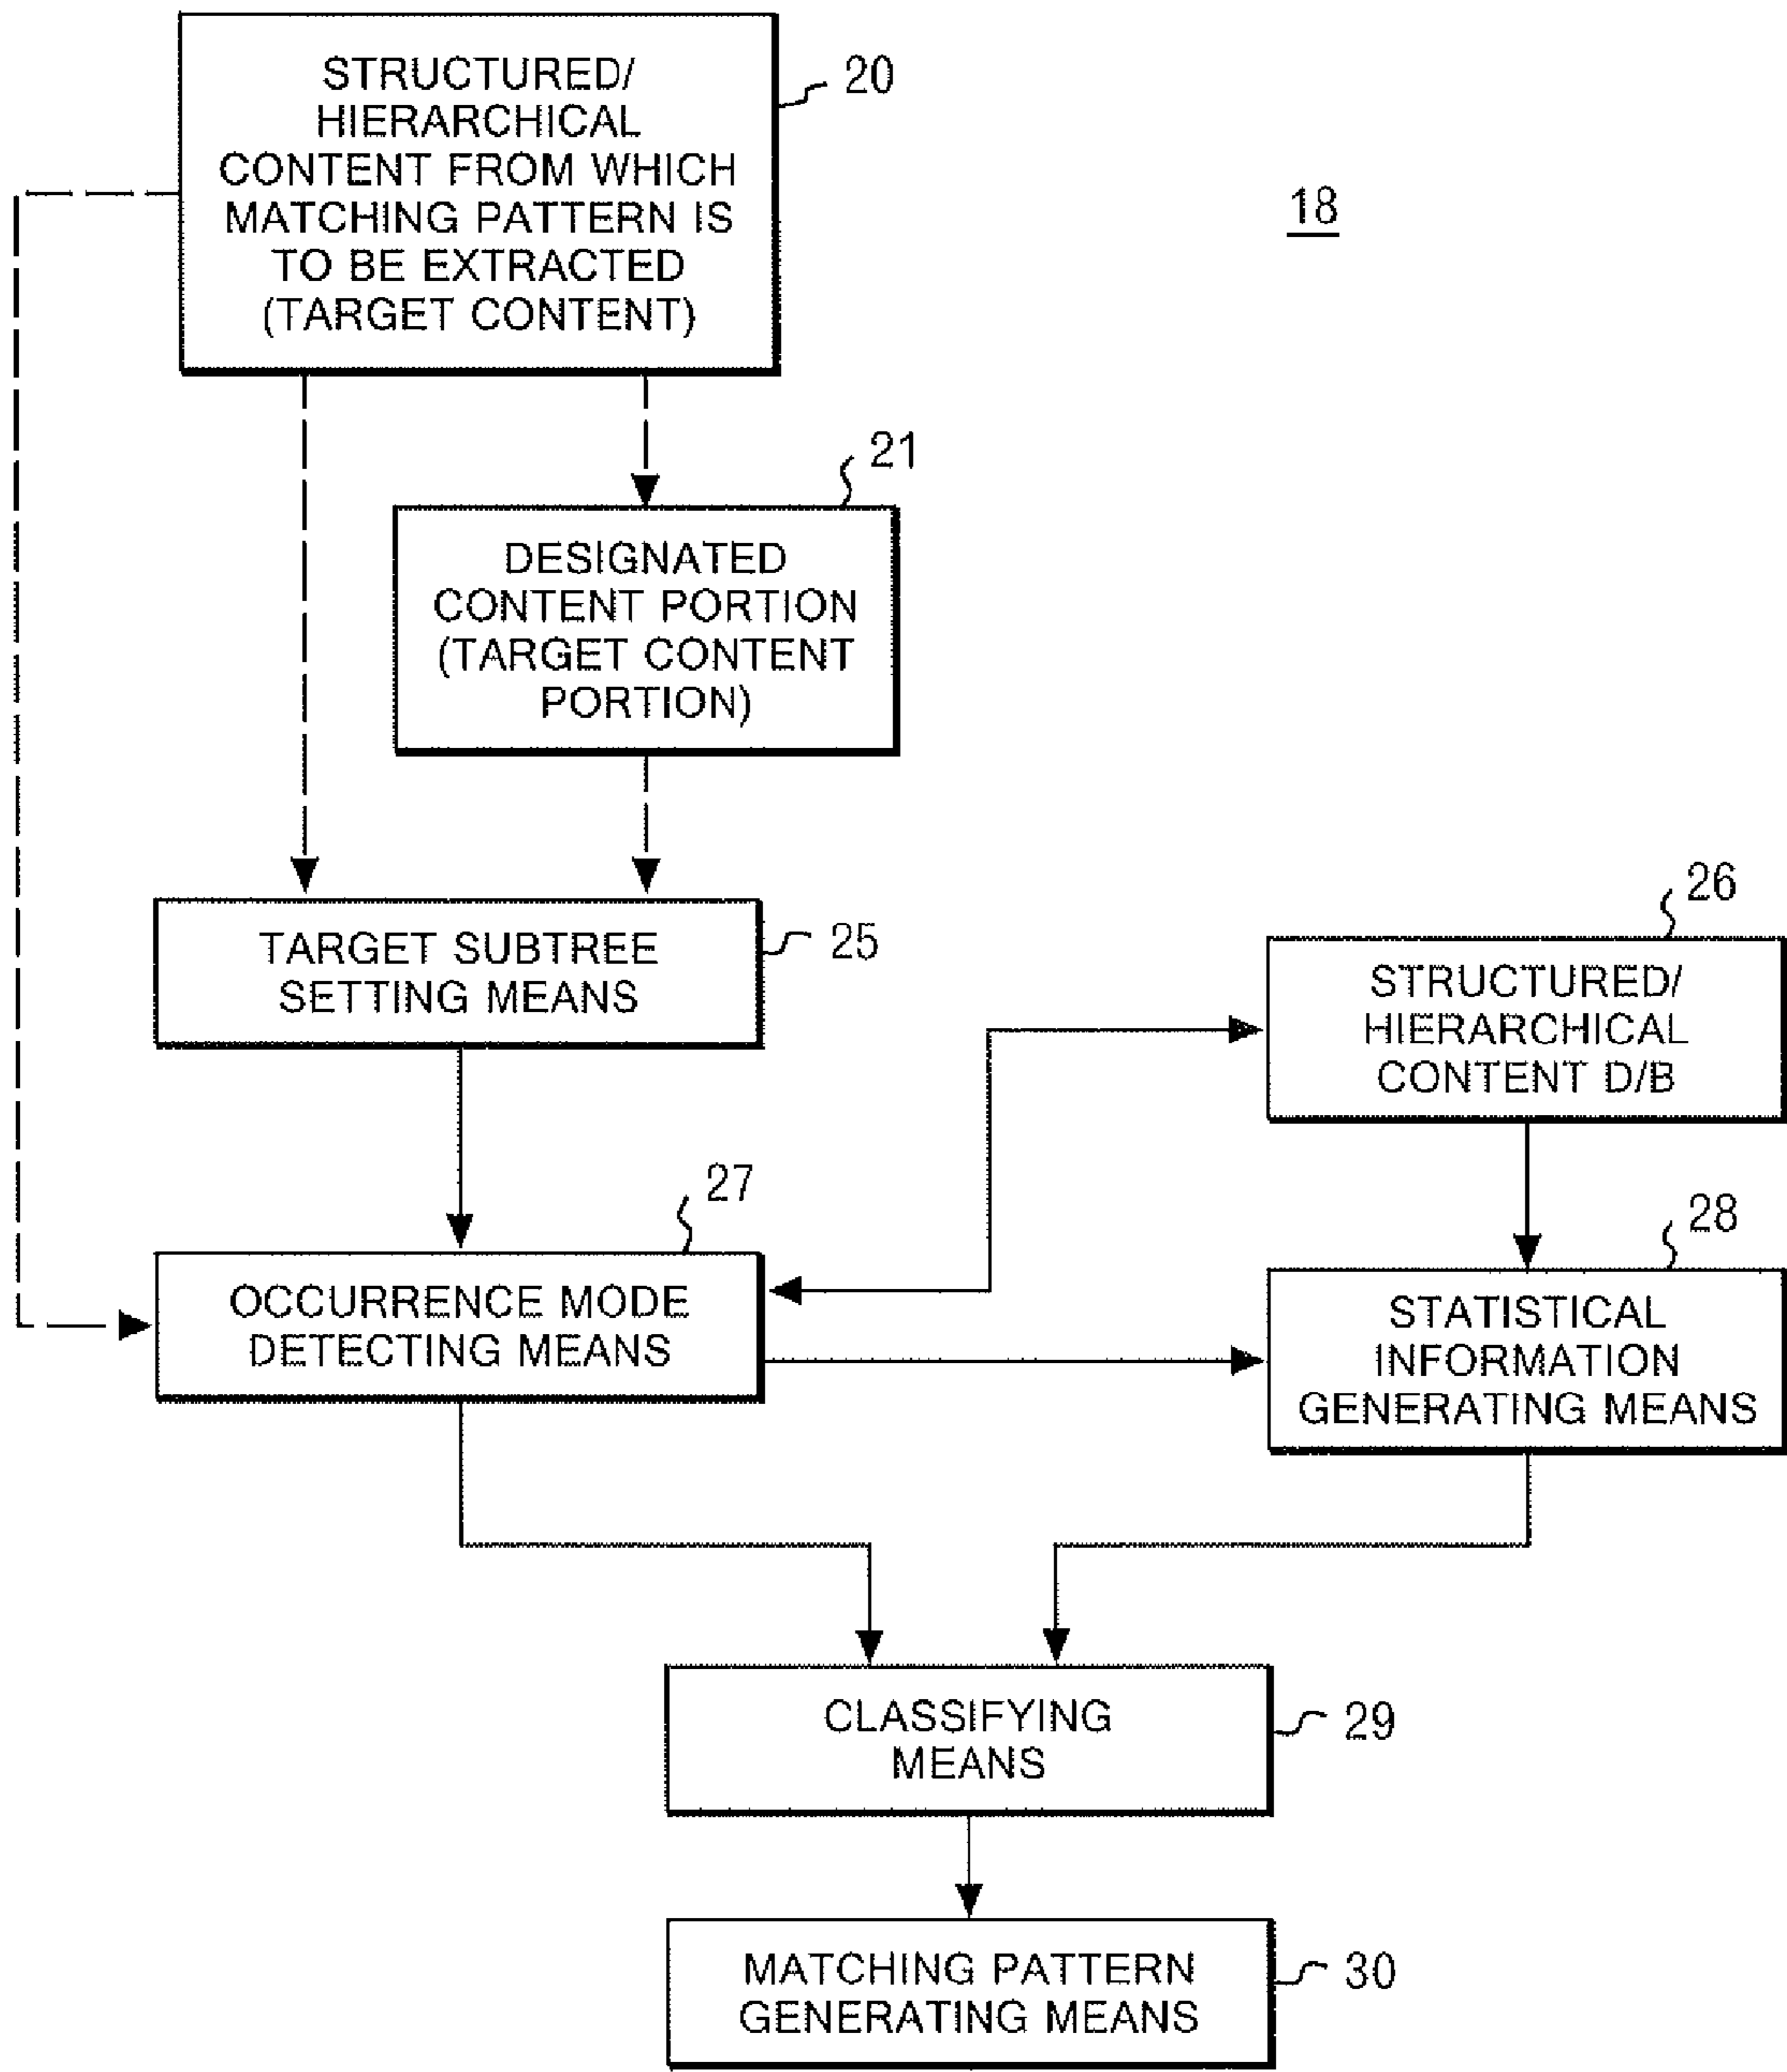 STRUCTURED/
HIERARCHICAL
CONTENT FROM WHICH
MATCHING PATTERN IS
TO BE EXTRACTED
(TARGET CONTENT)
20
18
21
DESIGNATED
CONTENT PORTION
(TARGET CONTENT
PORTION)
TARGET SUBTREE
SETTING MEANS
25
26
STRUCTURED/
HIERARCHICAL
CONTENT D/B
27
OCCURRENCE MODE
DETECTING MEANS
28
STATISTICAL
INFORMATION
GENERATING MEANS
CLASSIFYING
MEANS
29
MATCHING PATTERN
GENERATING MEANS
30